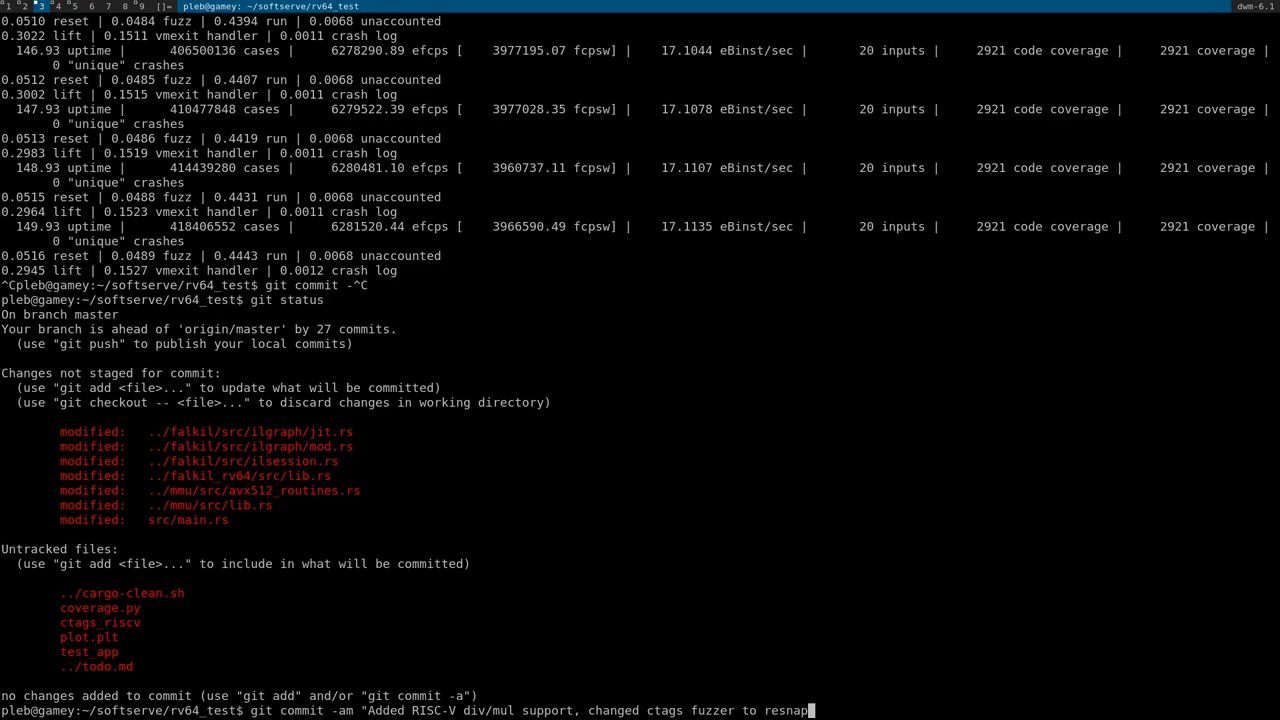 1 2 3 4 5 6 7 8 9 []= pleb@gamey: ~/softserve/rv64_test dwm-6.1
0.0510 reset | 0.0484 fuzz | 0.4394 run | 0.0068 unaccounted
0.3022 lift | 0.1511 vmexit handler | 0.0011 crash log
146.93 uptime | 406500136 cases | 6278290.89 efcps [ 3977195.07 fcpsw] | 17.1044 eBinst/sec | 20 inputs | 2921 code coverage | 2921 coverage |
0 "unique" crashes
0.0512 reset | 0.0485 fuzz | 0.4407 run | 0.0068 unaccounted
0.3002 lift | 0.1515 vmexit handler | 0.0011 crash log
147.93 uptime | 410477848 cases | 6279522.39 efcps [ 3977028.35 fcpsw] | 17.1078 eBinst/sec | 20 inputs | 2921 code coverage | 2921 coverage |
0 "unique" crashes
0.0513 reset | 0.0486 fuzz | 0.4419 run | 0.0068 unaccounted
0.2983 lift | 0.1519 vmexit handler | 0.0011 crash log
148.93 uptime | 414439280 cases | 6280481.10 efcps [ 3960737.11 fcpsw] | 17.1107 eBinst/sec | 20 inputs | 2921 code coverage | 2921 coverage |
0 "unique" crashes
0.0515 reset | 0.0488 fuzz | 0.4431 run | 0.0068 unaccounted
0.2964 lift | 0.1523 vmexit handler | 0.0011 crash log
149.93 uptime | 418406552 cases | 6281520.44 efcps [ 3966590.49 fcpsw] | 17.1135 eBinst/sec | 20 inputs | 2921 code coverage | 2921 coverage |
0 "unique" crashes
0.0516 reset | 0.0489 fuzz | 0.4443 run | 0.0068 unaccounted
0.2945 lift | 0.1527 vmexit handler | 0.0012 crash log
^Cpleb@gamey:~/softserve/rv64_test$ git commit -^C
pleb@gamey:~/softserve/rv64_test$ git status
On branch master
Your branch is ahead of 'origin/master' by 27 commits.
(use "git push" to publish your local commits)
Changes not staged for commit:
(use "git add <file>..." to update what will be committed)
(use "git checkout -- <file>..." to discard changes in working directory)
modified: ../falkil/src/ilgraph/jit.rs
modified: ../falkil/src/ilgraph/mod.rs
modified: ../falkil/src/ilsession.rs
modified: ../falkil_rv64/src/lib.rs
modified: ../mmu/src/avx512_routines.rs
modified: ../mmu/src/lib.rs
modified: src/main.rs
Untracked files:
(use "git add <file>..." to include in what will be committed)
../cargo-clean.sh
coverage.py
ctags_riscv
plot.plt
test_app
../todo.md
no changes added to commit (use "git add" and/or "git commit -a")
pleb@gamey:~/softserve/rv64_test$ git commit -am "Added RISC-V div/mul support, changed ctags fuzzer to resnap